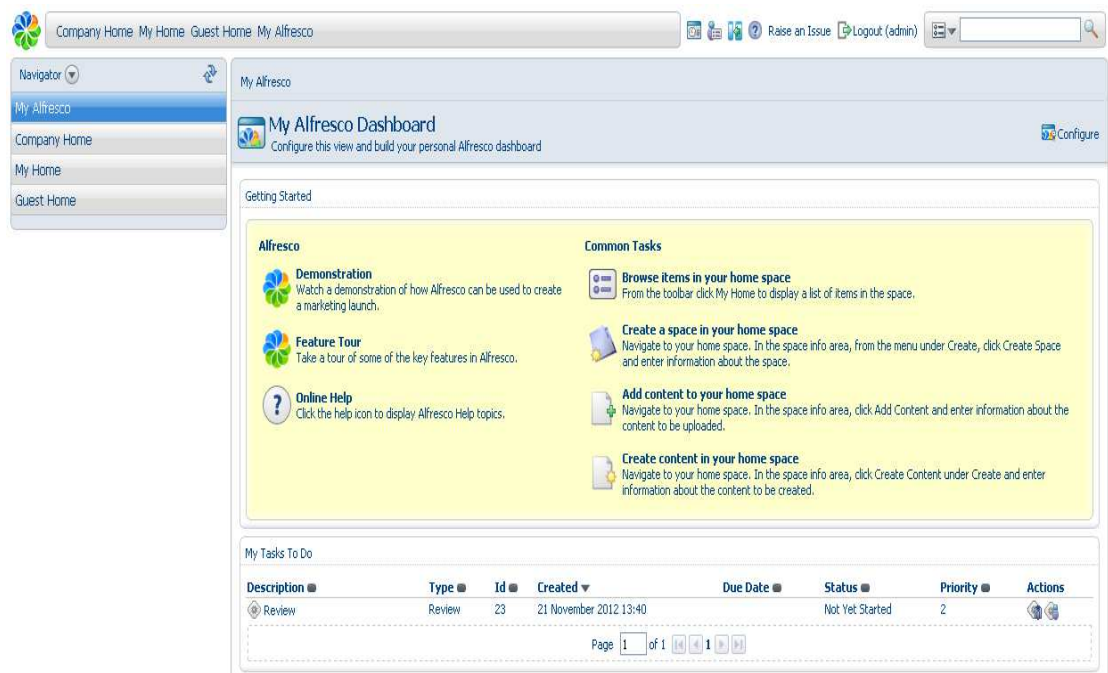 Company Home My Home Guest Home My Alfresco
Raise an Issue Logout (admin)
Navigator
My Alfresco
Company Home
My Home
Guest Home
My Alfresco
My Alfresco Dashboard
Configure this view and build your personal Alfresco dashboard
Configure
Getting Started
Alfresco
Demonstration
Watch a demonstration of how Alfresco can be used to create
a marketing launch.
Feature Tour
Take a tour of some of the key features in Alfresco.
Online Help
Click the help icon to display Alfresco Help topics.
Common Tasks
Browse items in your home space
From the toolbar click My Home to display a list of items in the space.
Create a space in your home space
Navigate to your home space. In the space info area, from the menu under Create, click Create Space
and enter information about the space.
Add content to your home space
Navigate to your home space. In the space info area, click Add Content and enter information about the
content to be uploaded.
Create content in your home space
Navigate to your home space. In the space info area, click Create Content under Create and enter
information about the content to be created.
My Tasks To Do
Description Type Id Created Due Date Status Priority Actions
Review Review 23 21 November 2012 13:40 Not Yet Started 2
Page 1 of 1 1